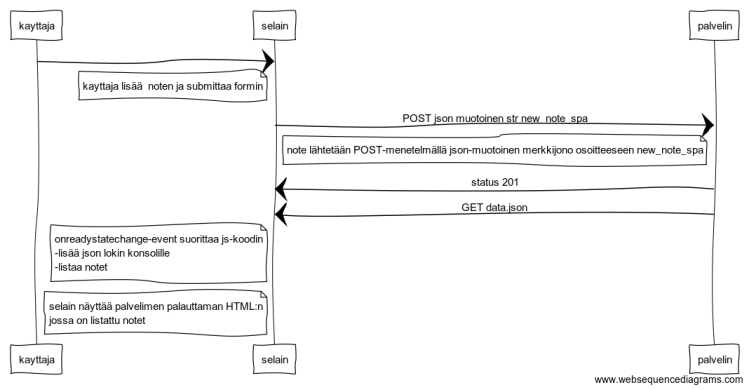 kayttaja
selain
palvelin
kayttaja lisää noten ja submittaa formin
POST json muotoinen str new_note_spa
note lähtetään POST-menetelmällä json-muotoinen merkkijono osoitteeseen new_note_spa
status 201
GET data.json
onreadystatechange-event suorittaa js-koodin
-lisää json lokin konsolille
-listaa notet
selain näyttää palvelimen palauttaman HTML:n
jossa on listattu notet
kayttaja
selain
palvelin
www.websequencediagrams.com